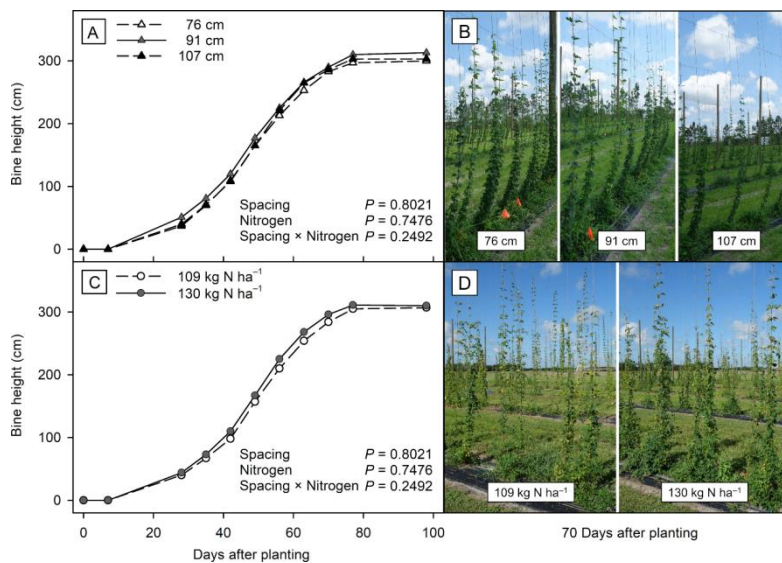 A
76 cm
91 cm
107 cm
300
200
100
0
Bine height (cm)
Spacing P = 0.8021
Nitrogen P = 0.7476
Spacing × Nitrogen P = 0.2492
B
76 cm
91 cm
107 cm
C
109 kg N ha⁻¹
130 kg N ha⁻¹
300
200
100
0
Bine height (cm)
Spacing P = 0.8021
Nitrogen P = 0.7476
Spacing × Nitrogen P = 0.2492
0 20 40 60 80 100
Days after planting
D
109 kg N ha⁻¹
130 kg N ha⁻¹
70 Days after planting